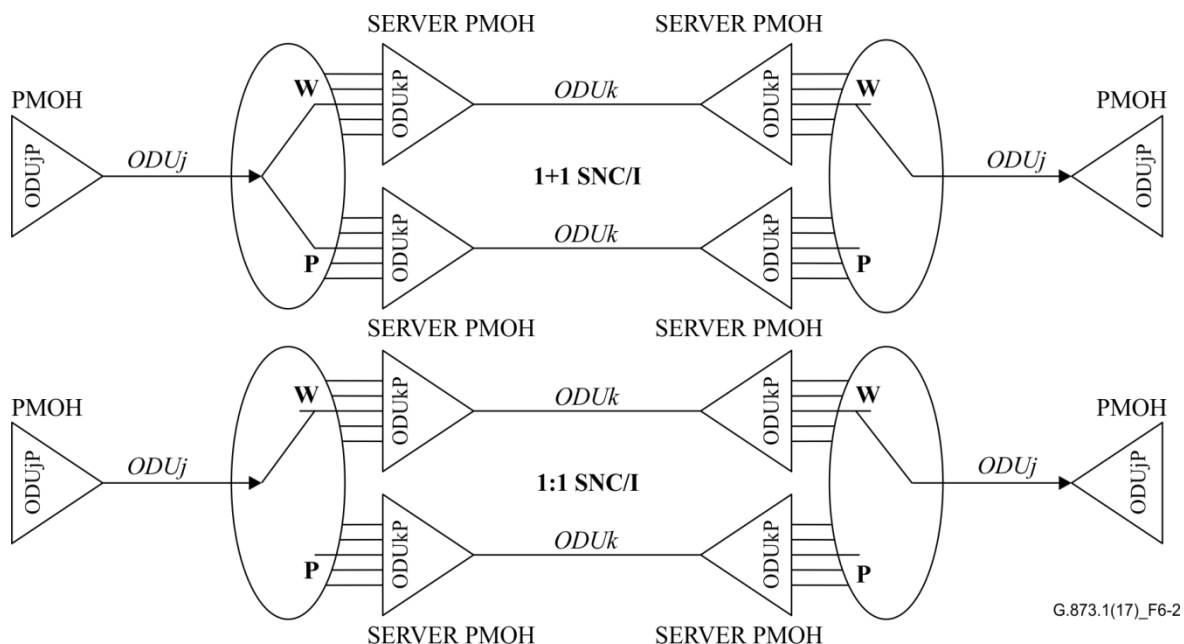 SERVER PMOH SERVER PMOH
W W
PMOH PMOH
ODUkP ODUk ODUkP
ODUjP ODUj ODUj ODUjP
1+1 SNC/I
ODUkP ODUk ODUkP
P P
SERVER PMOH SERVER PMOH
W W
PMOH PMOH
ODUkP ODUk ODUkP
ODUjP ODUj ODUj ODUjP
1:1 SNC/I
ODUkP ODUk ODUkP
P P
G.873.1(17)_F6-2
SERVER PMOH SERVER PMOH